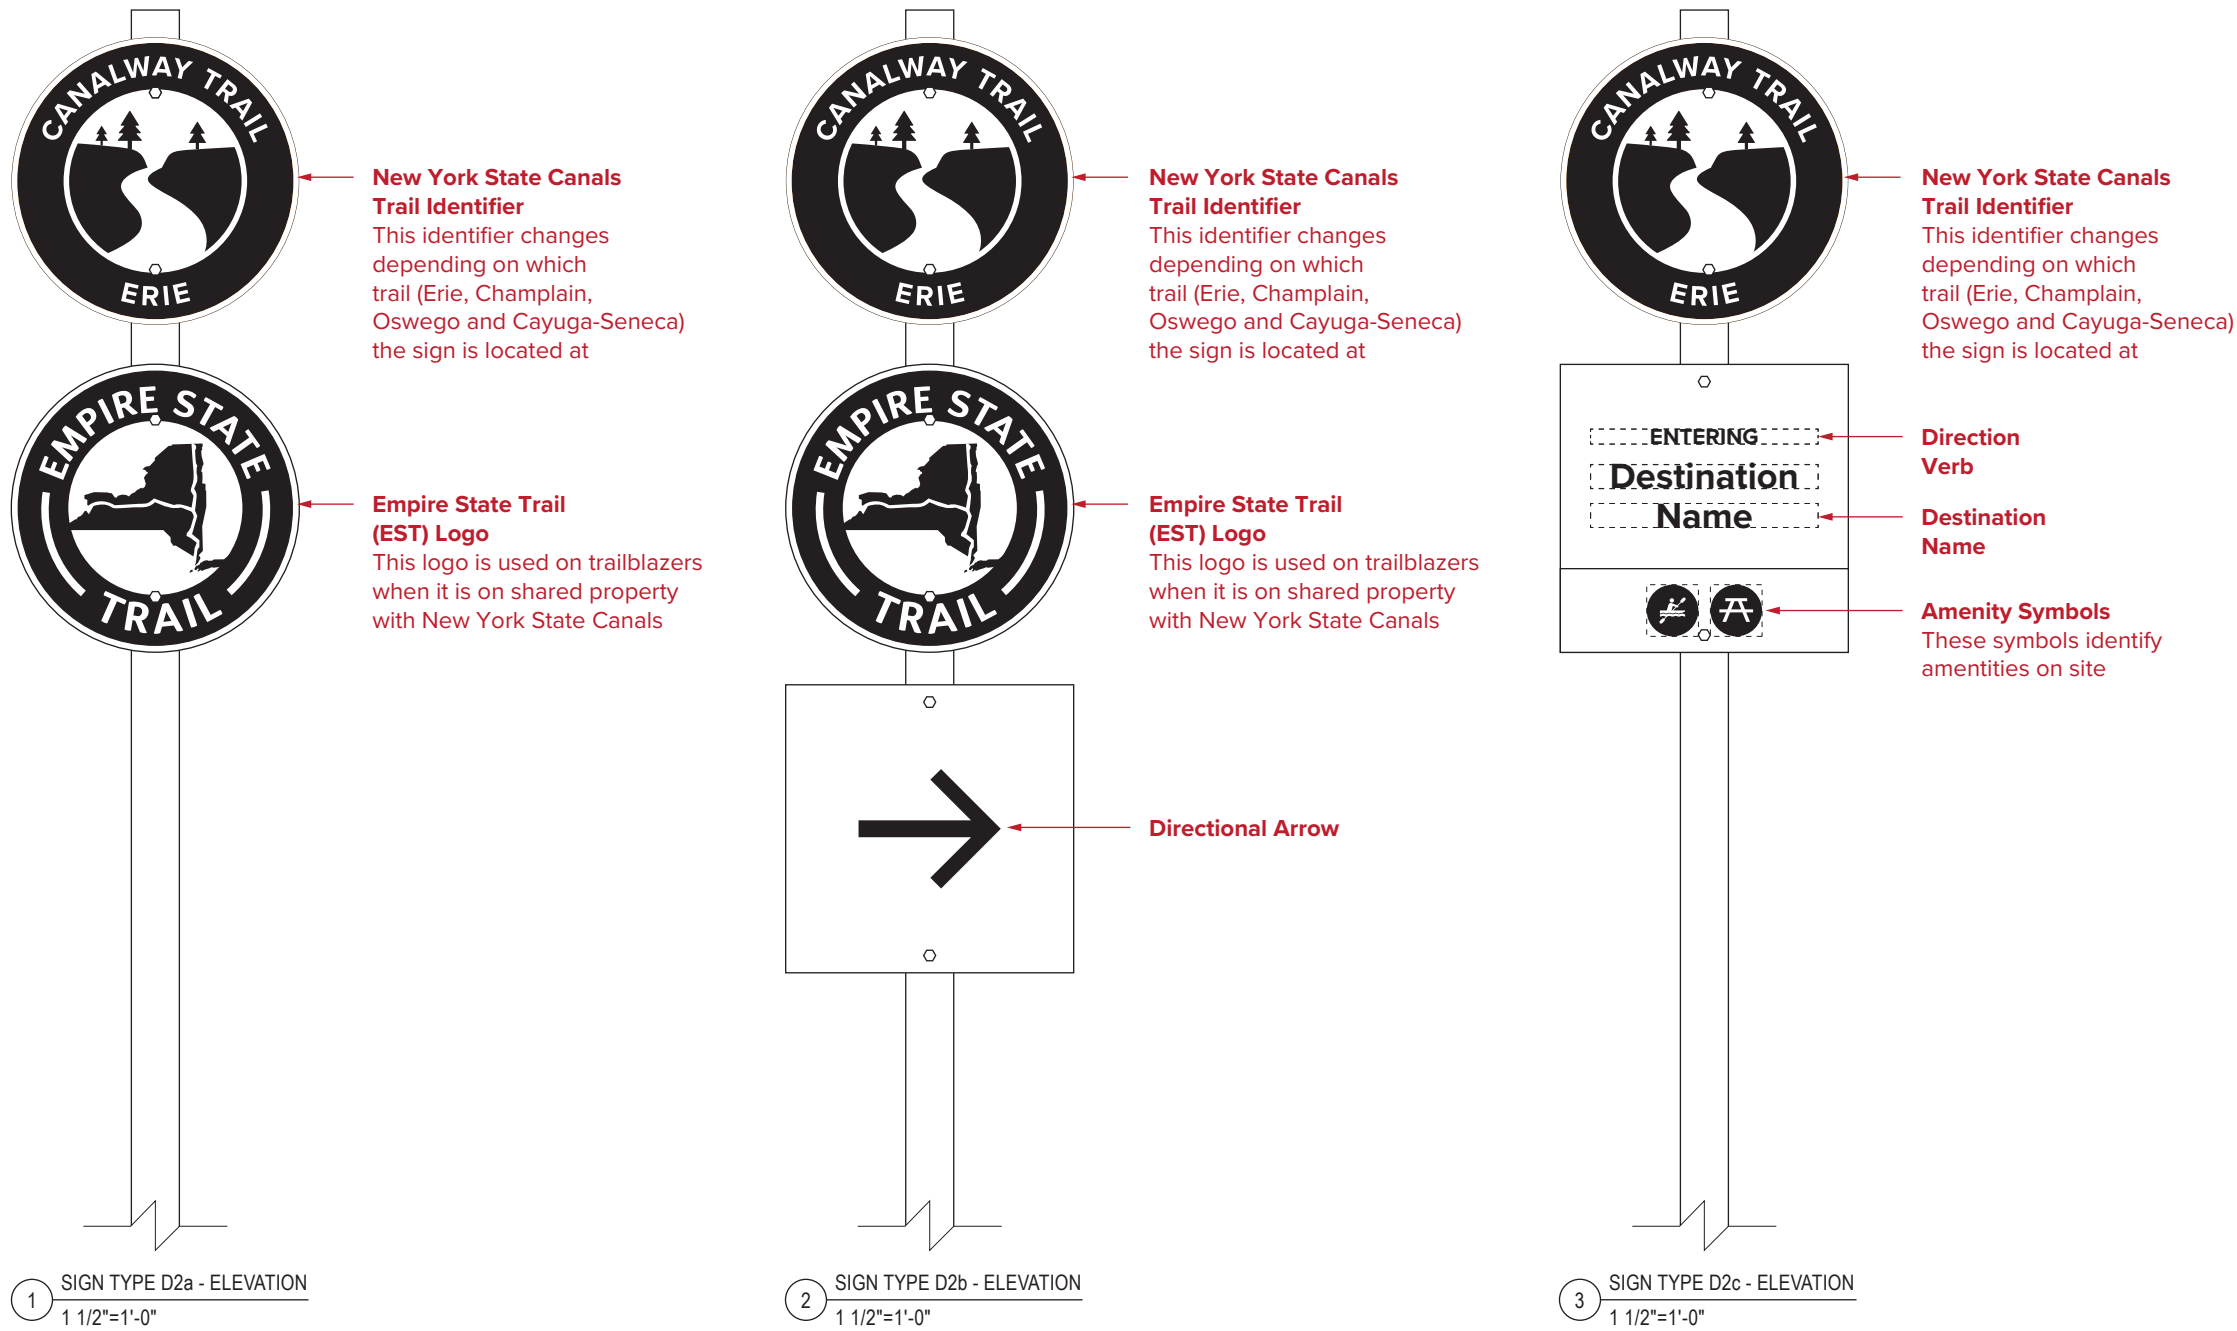 CANALWAY TRAIL
ERIE
New York State Canals
Trail Identifier
This identifier changes
depending on which
trail (Erie, Champlain,
Oswego and Cayuga-Seneca)
the sign is located at
EMPIRE STATE
TRAIL
Empire State Trail
(EST) Logo
This logo is used on trailblazers
when it is on shared property
with New York State Canals
1
SIGN TYPE D2a - ELEVATION
1 1/2"=1'-0"
CANALWAY TRAIL
ERIE
New York State Canals
Trail Identifier
This identifier changes
depending on which
trail (Erie, Champlain,
Oswego and Cayuga-Seneca)
the sign is located at
EMPIRE STATE
TRAIL
Empire State Trail
(EST) Logo
This logo is used on trailblazers
when it is on shared property
with New York State Canals
Directional Arrow
2
SIGN TYPE D2b - ELEVATION
1 1/2"=1'-0"
CANALWAY TRAIL
ERIE
New York State Canals
Trail Identifier
This identifier changes
depending on which
trail (Erie, Champlain,
Oswego and Cayuga-Seneca)
the sign is located at
ENTERING
Destination
Name
Direction
Verb
Destination
Name
Amenity Symbols
These symbols identify
amentities on site
3
SIGN TYPE D2c - ELEVATION
1 1/2"=1'-0"